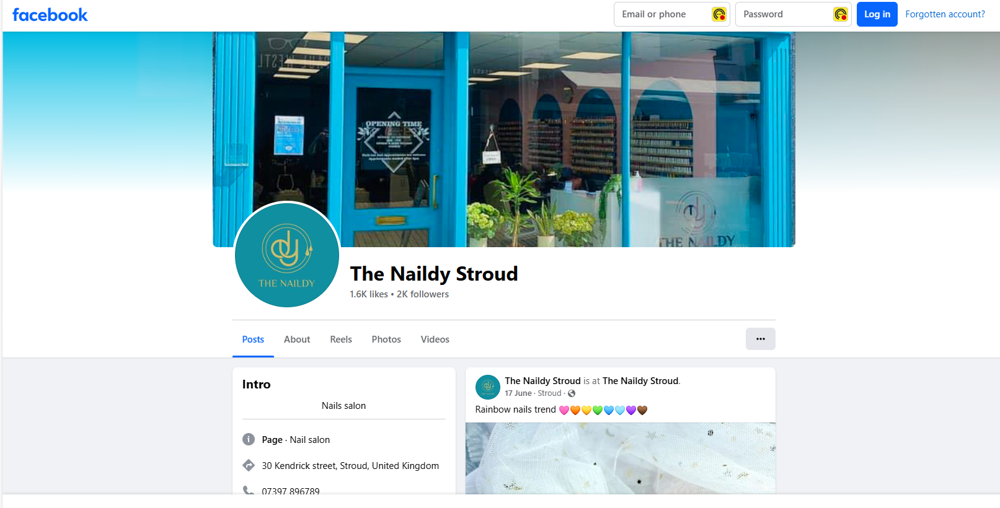 facebook
Email or phone
Password
Log in
Forgotten account?
OPENING TIME
THE NAILDY
dy
THE NAILDY
The Naildy Stroud
1.6K likes • 2K followers
Posts
About
Reels
Photos
Videos
Intro
Nails salon
Page · Nail salon
30 Kendrick street, Stroud, United Kingdom
07397 896789
The Naildy Stroud is at The Naildy Stroud.
17 June · Stroud ·
Rainbow nails trend 🩷🧡💛💚💙🩵💜🤎